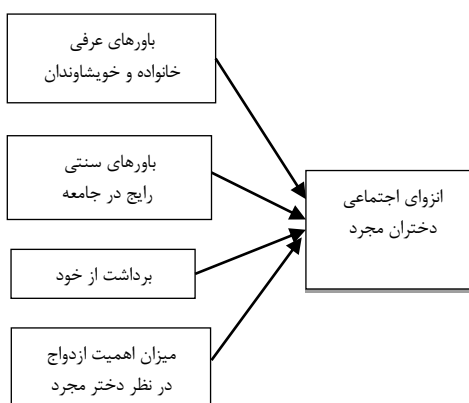 باورهای عرفی
خانواده و خویشاوندان
باورهای سنتی
رایج در جامعه
انزوای اجتماعی
دختران مجرد
برداشت از خود
میزان اهمیت ازدواج
در نظر دختر مجرد